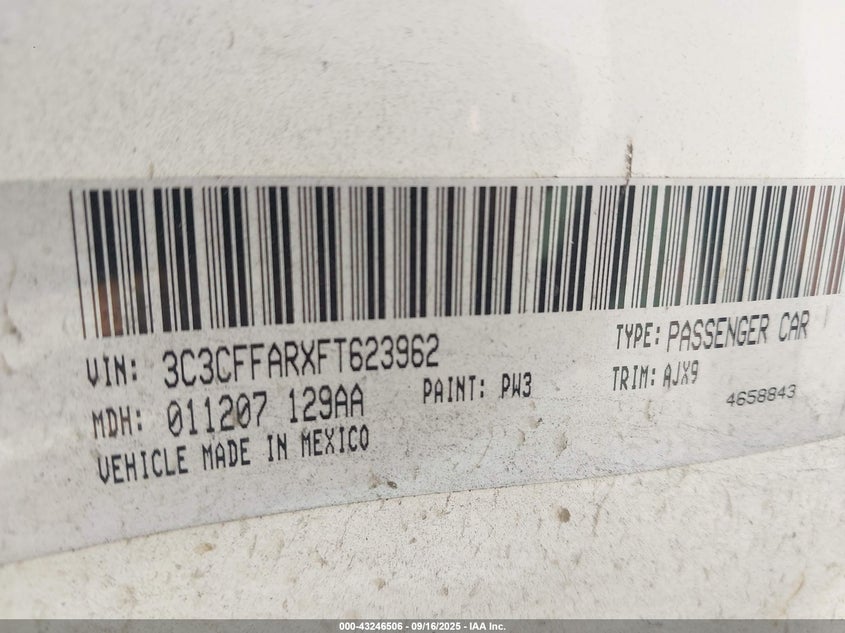 VIN: 3C3CFFARXFT623962
TYPE: PASSENGER CAR
MDH: 011207 129AA
PAINT: PW3
TRIM: AJX9
4658843
VEHICLE MADE IN MEXICO
000-43246506 - 09/16/2025 - IAA Inc.